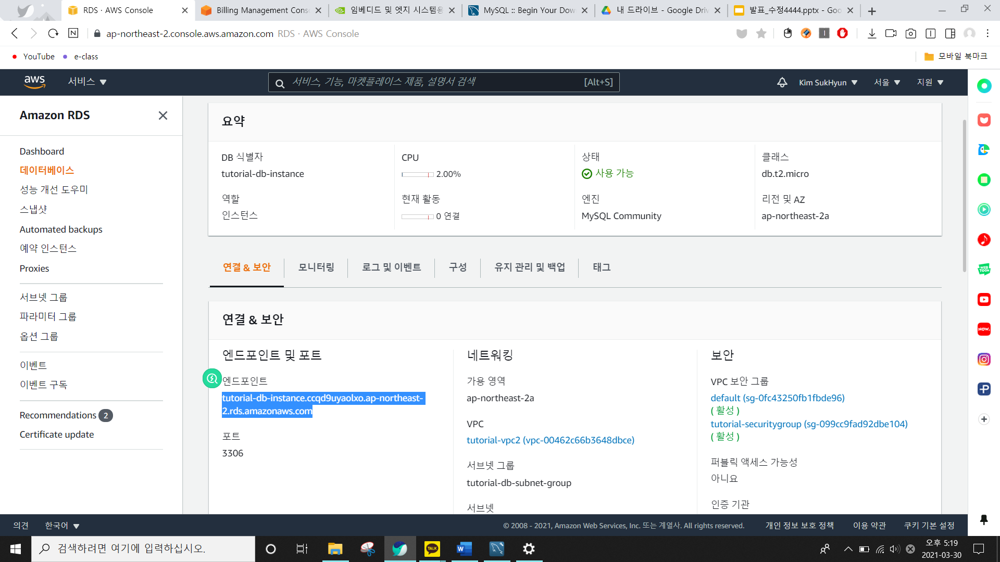 RDS · AWS Console
Billing Management Cons
임베디드 및 엣지 시스템용
MySQL :: Begin Your Dow
내 드라이브 - Google Driv
발표_수정4444.pptx - Goo
ap-northeast-2.console.aws.amazon.com RDS · AWS Console
YouTube
e-class
모바일 북마크
aws
서비스
서비스, 기능, 마켓플레이스 제품, 설명서 검색
[Alt+S]
Kim SukHyun
서울
지원
Amazon RDS
Dashboard
데이터베이스
성능 개선 도우미
스냅샷
Automated backups
예약 인스턴스
Proxies
서브넷 그룹
파라미터 그룹
옵션 그룹
이벤트
이벤트 구독
Recommendations 2
Certificate update
요약
DB 식별자
tutorial-db-instance
CPU
2.00%
상태
사용 가능
클래스
db.t2.micro
역할
인스턴스
현재 활동
0 연결
엔진
MySQL Community
리전 및 AZ
ap-northeast-2a
연결 & 보안
모니터링
로그 및 이벤트
구성
유지 관리 및 백업
태그
연결 & 보안
엔드포인트 및 포트
엔드포인트
tutorial-db-instance.ccqd9uyaolxo.ap-northeast-
2.rds.amazonaws.com
포트
3306
네트워킹
가용 영역
ap-northeast-2a
VPC
tutorial-vpc2 (vpc-00462c66b3648dbce)
서브넷 그룹
tutorial-db-subnet-group
서브넷
보안
VPC 보안 그룹
default (sg-0fc43250fb1fbde96)
( 활성 )
tutorial-securitygroup (sg-099cc9fad92dbe104)
( 활성 )
퍼블릭 액세스 가능성
아니요
인증 기관
WEB
TOON
NOW.
의견
한국어
© 2008 - 2021, Amazon Web Services, Inc. 또는 계열사. All rights reserved.
개인 정보 보호 정책
이용 약관
쿠키 기본 설정
검색하려면 여기에 입력하십시오.
TALK
오후 5:19
2021-03-30